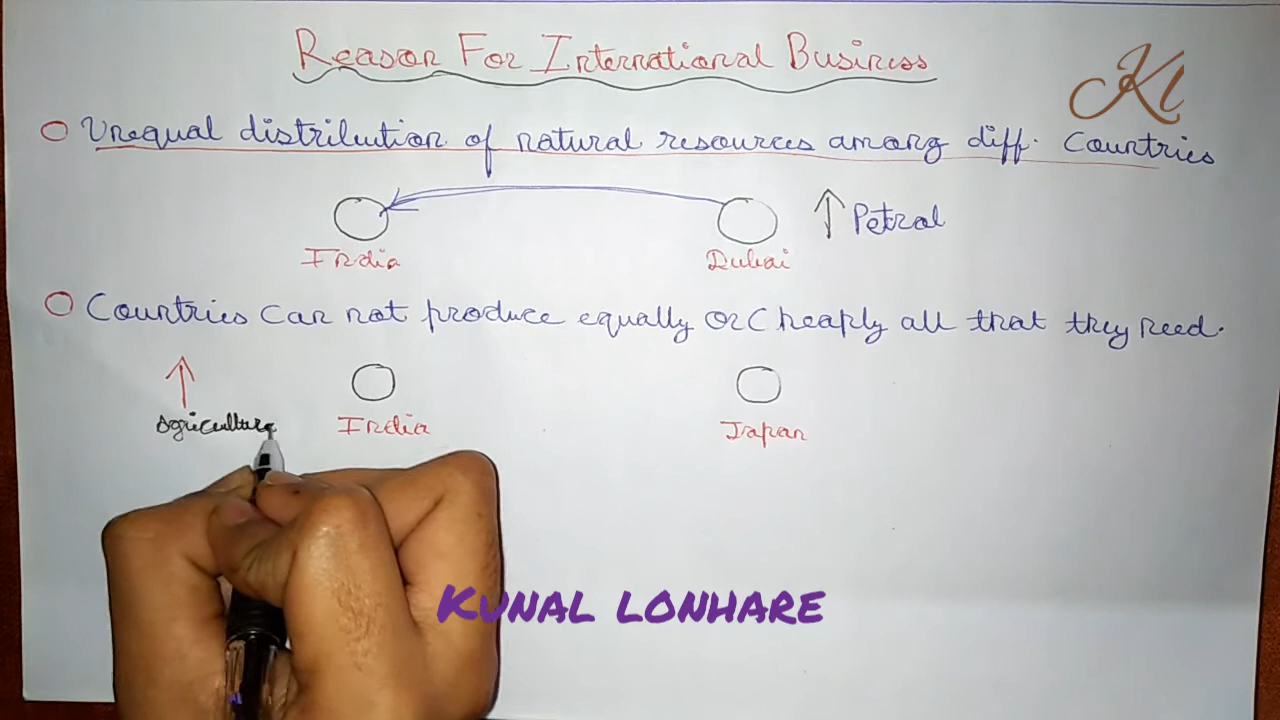 Reason For International Business
Kl
Unequal distribution of natural resources among diff. Countries
Petrol
India Dubai
Countries Can not produce equally or Cheaply all that they need.
Agriculture India Japan
KUNAL LONHARE